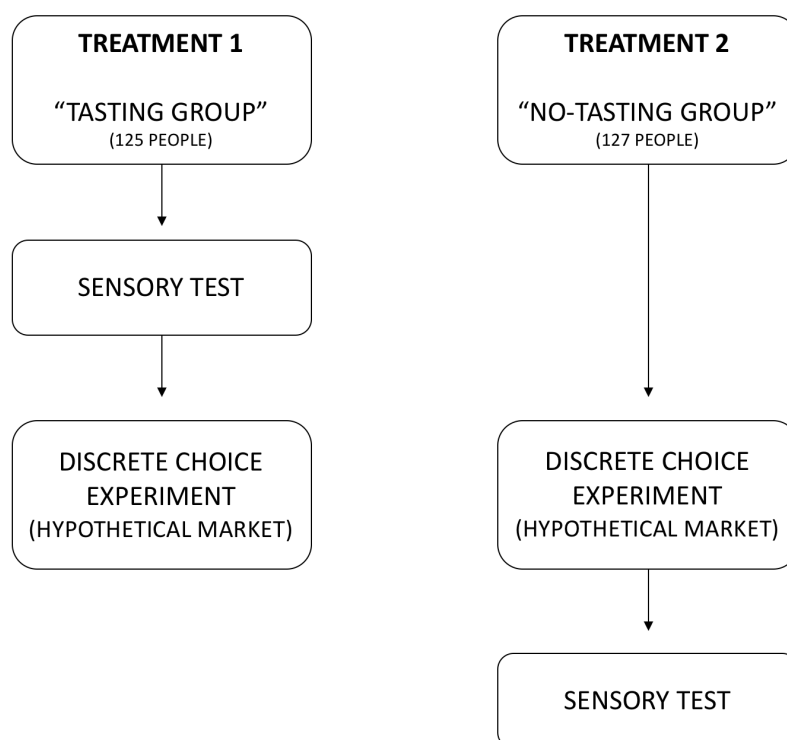 TREATMENT 1
“TASTING GROUP”
(125 PEOPLE)
SENSORY TEST
DISCRETE CHOICE
EXPERIMENT
(HYPOTHETICAL MARKET)
TREATMENT 2
“NO-TASTING GROUP”
(127 PEOPLE)
DISCRETE CHOICE
EXPERIMENT
(HYPOTHETICAL MARKET)
SENSORY TEST